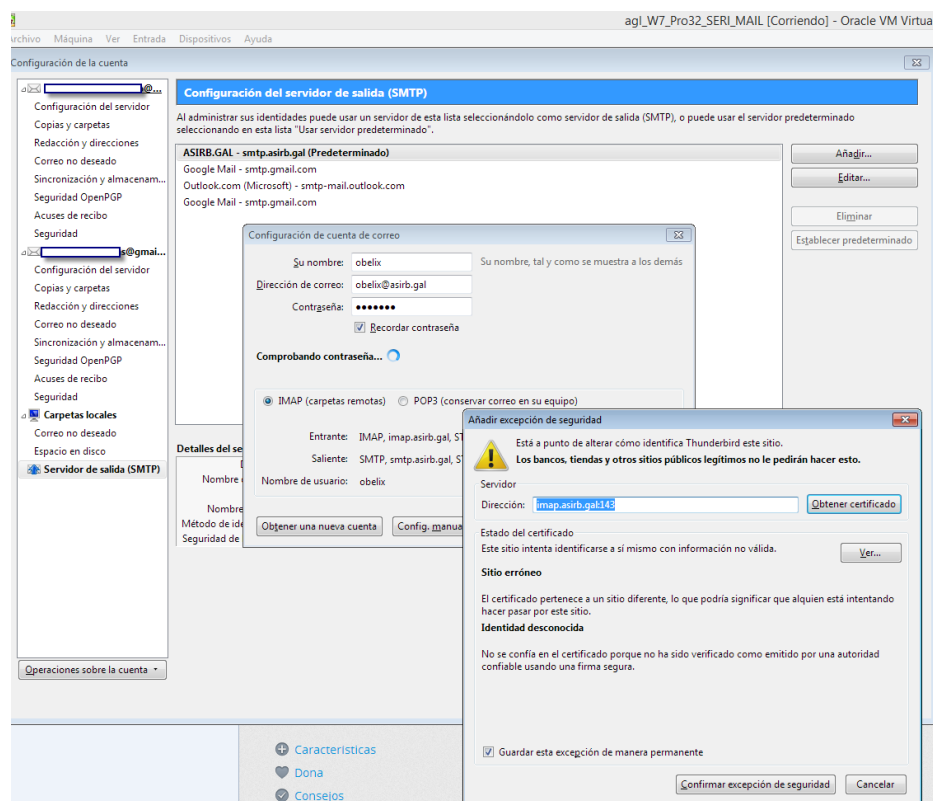 agl_W7_Pro32_SERI_MAIL [Corriendo] - Oracle VM Virtua
Archivo Máquina Ver Entrada Dispositivos Ayuda
Configuración de la cuenta
@...
Configuración del servidor
Copias y carpetas
Redacción y direcciones
Correo no deseado
Sincronización y almacenam...
Seguridad OpenPGP
Acuses de recibo
Seguridad
s@gmai...
Configuración del servidor
Copias y carpetas
Redacción y direcciones
Correo no deseado
Sincronización y almacenam...
Seguridad OpenPGP
Acuses de recibo
Seguridad
Carpetas locales
Correo no deseado
Espacio en disco
Servidor de salida (SMTP)
Operaciones sobre la cuenta
Configuración del servidor de salida (SMTP)
Al administrar sus identidades puede usar un servidor de esta lista seleccionándolo como servidor de salida (SMTP), o puede usar el servidor predeterminado
seleccionando en esta lista "Usar servidor predeterminado".
ASIRB.GAL - smtp.asirb.gal (Predeterminado)
Google Mail - smtp.gmail.com
Outlook.com (Microsoft) - smtp-mail.outlook.com
Google Mail - smtp.gmail.com
Añadir...
Editar...
Eliminar
Establecer predeterminado
Detalles del se
Nombre
Nombre
Método de ide
Seguridad de
Configuración de cuenta de correo
Su nombre: obelix Su nombre, tal y como se muestra a los demás
Dirección de correo: obelix@asirb.gal
Contraseña: •••••••
Recordar contraseña
Comprobando contraseña...
IMAP (carpetas remotas) POP3 (conservar correo en su equipo)
Entrante: IMAP, imap.asirb.gal, ST
Saliente: SMTP, smtp.asirb.gal, S
Nombre de usuario: obelix
Obtener una nueva cuenta Config. manua
Añadir excepción de seguridad
Está a punto de alterar cómo identifica Thunderbird este sitio.
Los bancos, tiendas y otros sitios públicos legítimos no le pedirán hacer esto.
Servidor
Dirección: imap.asirb.gal:143 Obtener certificado
Estado del certificado
Este sitio intenta identificarse a sí mismo con información no válida.
Ver...
Sitio erróneo
El certificado pertenece a un sitio diferente, lo que podría significar que alguien está intentando
hacer pasar por este sitio.
Identidad desconocida
No se confía en el certificado porque no ha sido verificado como emitido por una autoridad
confiable usando una firma segura.
Guardar esta excepción de manera permanente
Confirmar excepción de seguridad Cancelar
Caracteristicas
Dona
Consejos